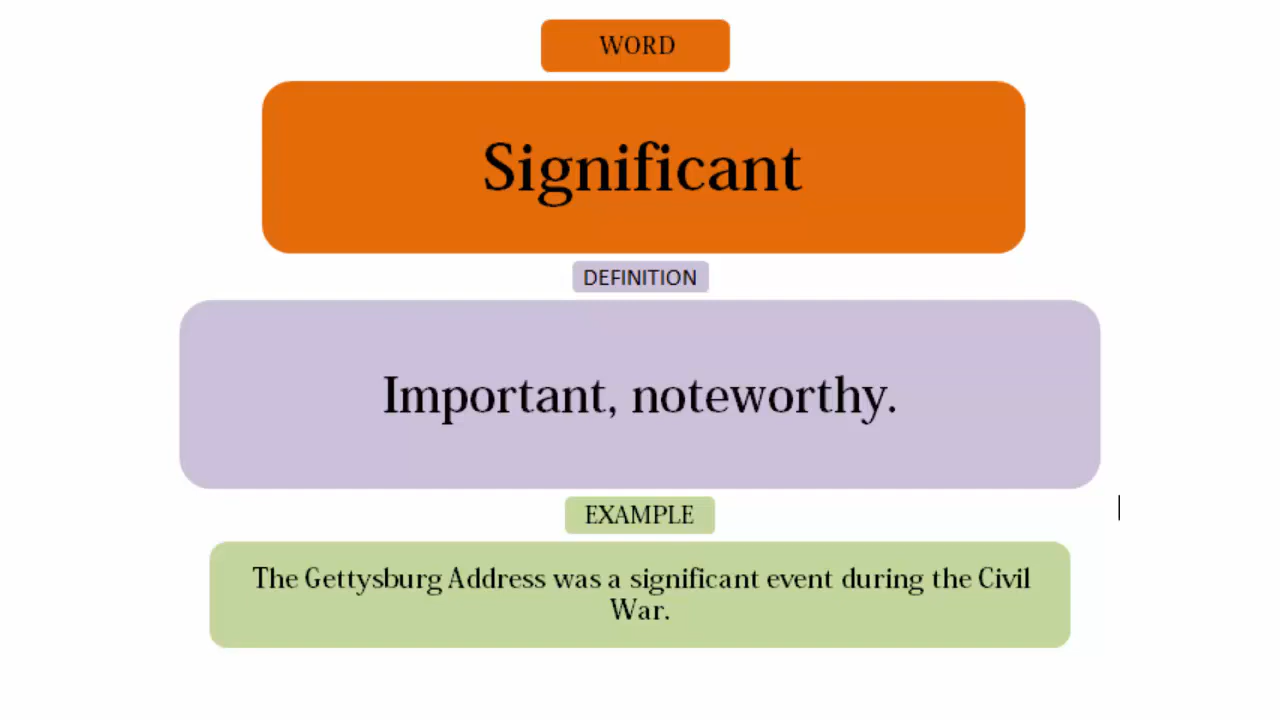 WORD
Significant
DEFINITION
Important, noteworthy.
EXAMPLE
The Gettysburg Address was a significant event during the Civil
War.